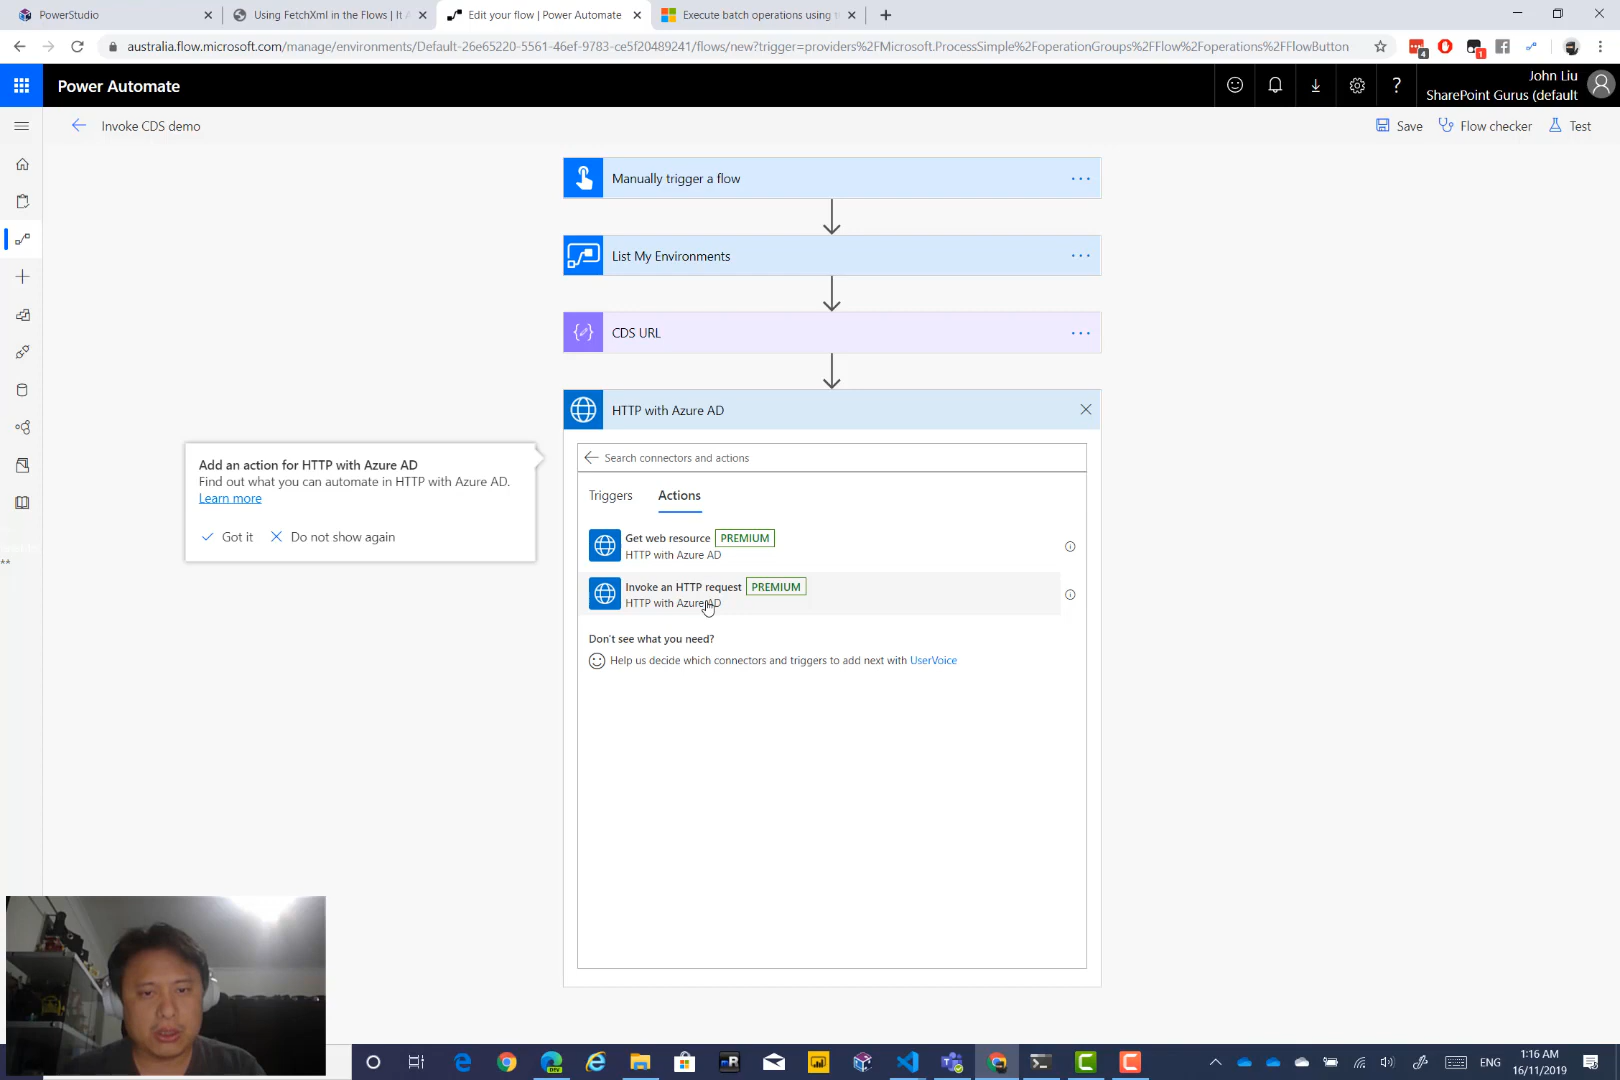 PowerStudio
Using FetchXml in the Flows | It A
Edit your flow | Power Automate
Execute batch operations using t
australia.flow.microsoft.com/manage/environments/Default-26e65220-5561-46ef-9783-ce5f20489241/flows/new?trigger=providers%2FMicrosoft.ProcessSimple%2FoperationGroups%2FFlow%2Foperations%2FFlowButton
4
1
Power Automate
John Liu
SharePoint Gurus (default
Invoke CDS demo
Save
Flow checker
Test
Manually trigger a flow
List My Environments
CDS URL
HTTP with Azure AD
Add an action for HTTP with Azure AD
Find out what you can automate in HTTP with Azure AD.
Learn more
Got it
Do not show again
Search connectors and actions
Triggers
Actions
Get web resource PREMIUM
HTTP with Azure AD
Invoke an HTTP request PREMIUM
HTTP with Azure AD
Don't see what you need?
Help us decide which connectors and triggers to add next with UserVoice
**
DEV
R
ENG
1:16 AM
16/11/2019